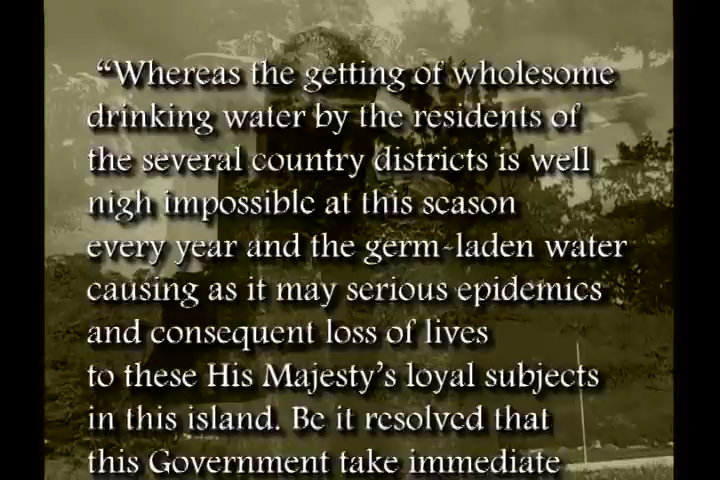 “Whereas the getting of wholesome
drinking water by the residents of
the several country districts is well
nigh impossible at this season
every year and the germ-laden water
causing as it may serious epidemics
and consequent loss of lives
to these His Majesty’s loyal subjects
in this island. Be it resolved that
this Government take immediate